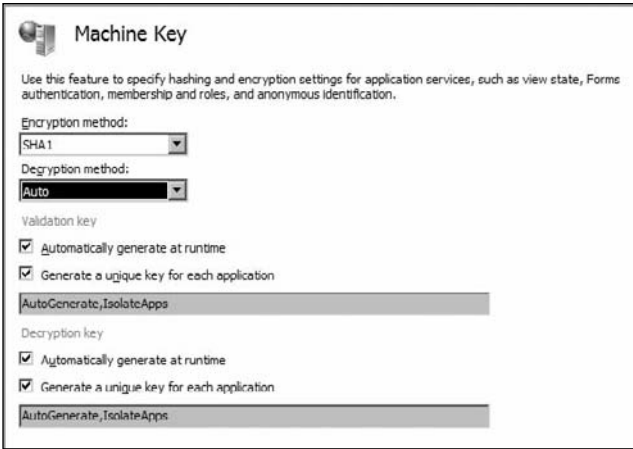 Machine Key
Use this feature to specify hashing and encryption settings for application services, such as view state, Forms
authentication, membership and roles, and anonymous identification.
Encryption method:
SHA1
Decryption method:
Auto
Validation key
Automatically generate at runtime
Generate a unique key for each application
AutoGenerate,IsolateApps
Decryption key
Automatically generate at runtime
Generate a unique key for each application
AutoGenerate,IsolateApps